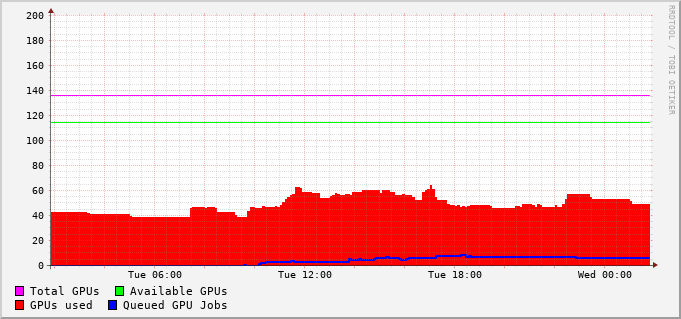 200
180
160
140
120
100
80
60
40
20
0
Tue 06:00 Tue 12:00 Tue 18:00 Wed 00:00
Total GPUs Available GPUs
GPUs used Queued GPU Jobs
RRDTOOL / TOBI OETIKER